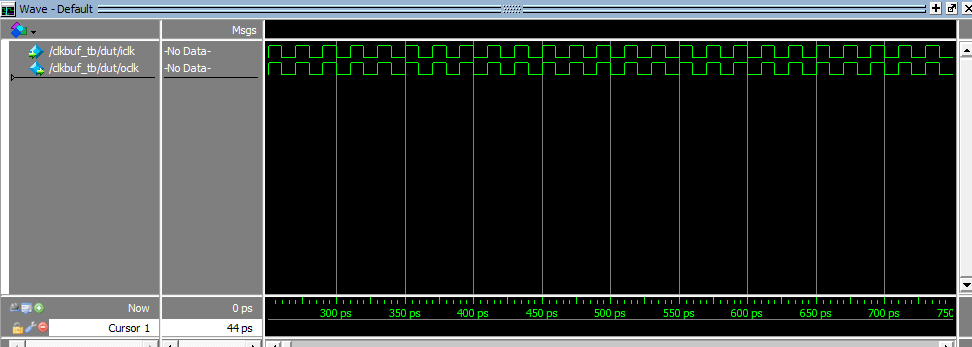 Wave - Default
Msgs
/clkbuf_tb/dut/iclk -No Data-
/clkbuf_tb/dut/oclk -No Data-
Now 0 ps 300 ps 350 ps 400 ps 450 ps 500 ps 550 ps 600 ps 650 ps 700 ps 750
Cursor 1 44 ps